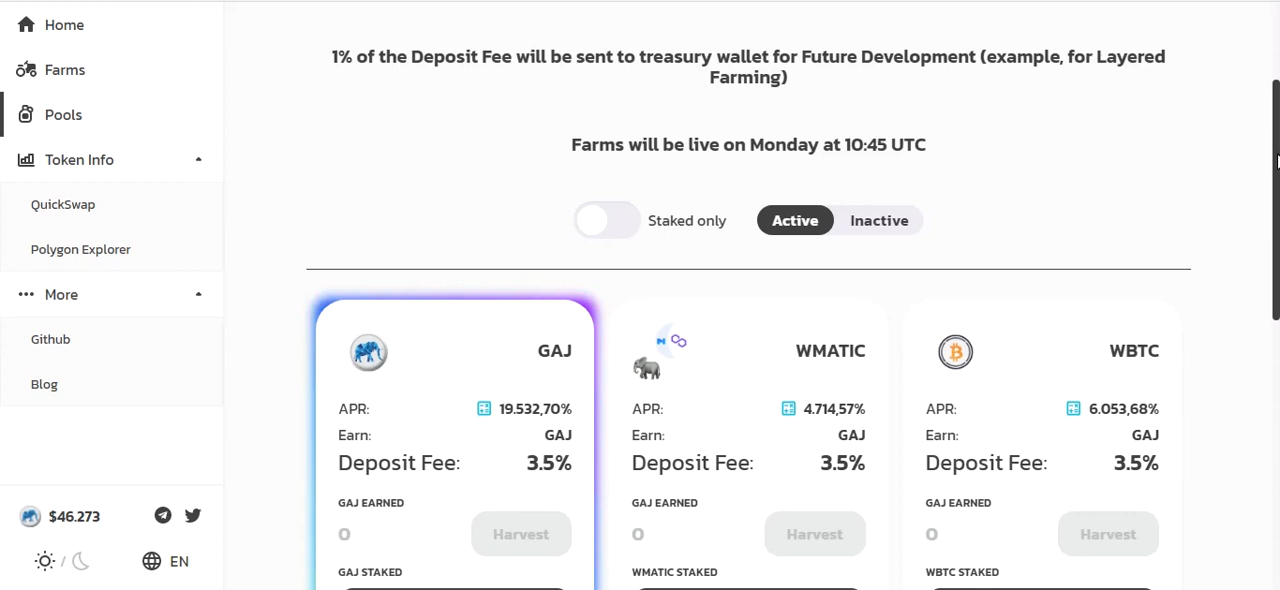 Home
Farms
Pools
Token Info
QuickSwap
Polygon Explorer
More
Github
Blog
$46.273
EN
1% of the Deposit Fee will be sent to treasury wallet for Future Development (example, for Layered
Farming)
Farms will be live on Monday at 10:45 UTC
Staked only
Active
Inactive
GAJ
APR: 19.532,70%
Earn: GAJ
Deposit Fee: 3.5%
GAJ EARNED
0
Harvest
GAJ STAKED
WMATIC
APR: 4.714,57%
Earn: GAJ
Deposit Fee: 3.5%
GAJ EARNED
0
Harvest
WMATIC STAKED
WBTC
APR: 6.053,68%
Earn: GAJ
Deposit Fee: 3.5%
GAJ EARNED
0
Harvest
WBTC STAKED